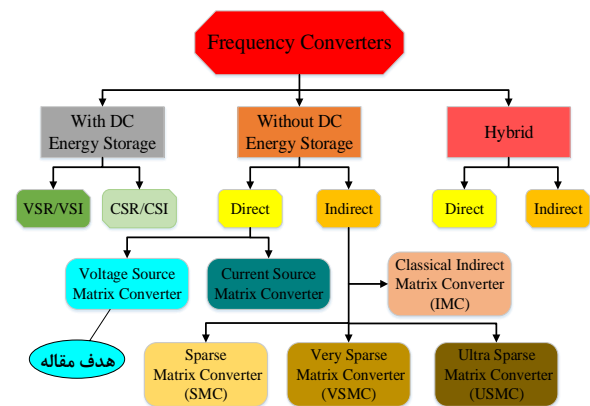 Frequency Converters
With DC
Energy Storage
Without DC
Energy Storage
Hybrid
VSR/VSI
CSR/CSI
Direct
Indirect
Direct
Indirect
Voltage Source
Matrix Converter
Current Source
Matrix Converter
Classical Indirect
Matrix Converter
(IMC)
هدف مقاله
Sparse
Matrix Converter
(SMC)
Very Sparse
Matrix Converter
(VSMC)
Ultra Sparse
Matrix Converter
(USMC)